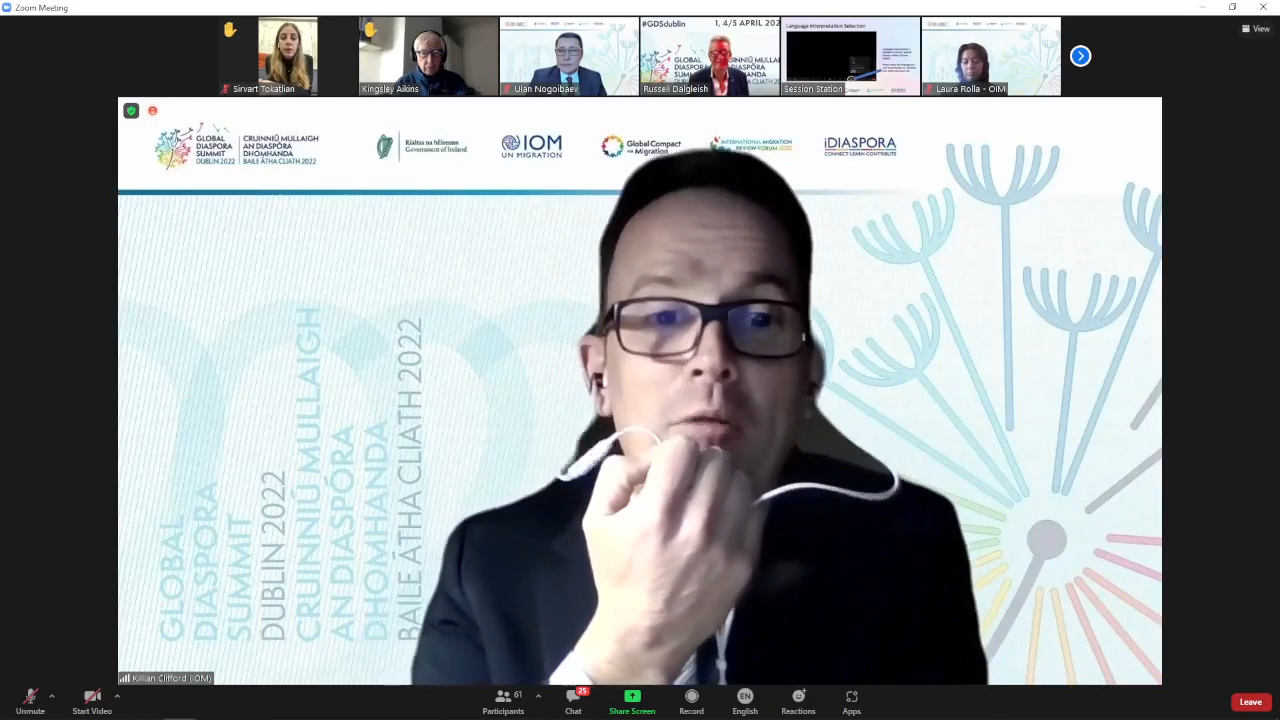 Zoom Meeting
View
#GDSdublin
1, 4/5 APRIL 202
Language Interpretation Selection
Sirvart Tokatlian
Kingsley Aikins
Ulan Nogoibaev
Russell Dalgleish
Session Station
Laura Rolla - OIM
GLOBAL DIASPORA SUMMIT DUBLIN 2022
CRUINNIÚ MULLAIGH AN DIASPÓRA DHOMHANDA BAILE ÁTHA CLIATH 2022
Rialtas na hÉireann
Government of Ireland
IOM
UN MIGRATION
Global Compact
Migration
INTERNATIONAL MIGRATION
REVIEW FORUM 2022
iDIASPORA
CONNECT LEARN CONTRIBUTE
GLOBAL
DIASPORA
SUMMIT
DUBLIN 2022
CRUINNIÚ MULLAIGH
AN DIASPÓRA
DHOMHANDA
BAILE ÁTHA CLIATH 2022
Killian Clifford (IOM)
Unmute
Start Video
61
Participants
25
Chat
Share Screen
Record
EN
English
Reactions
Apps
Leave